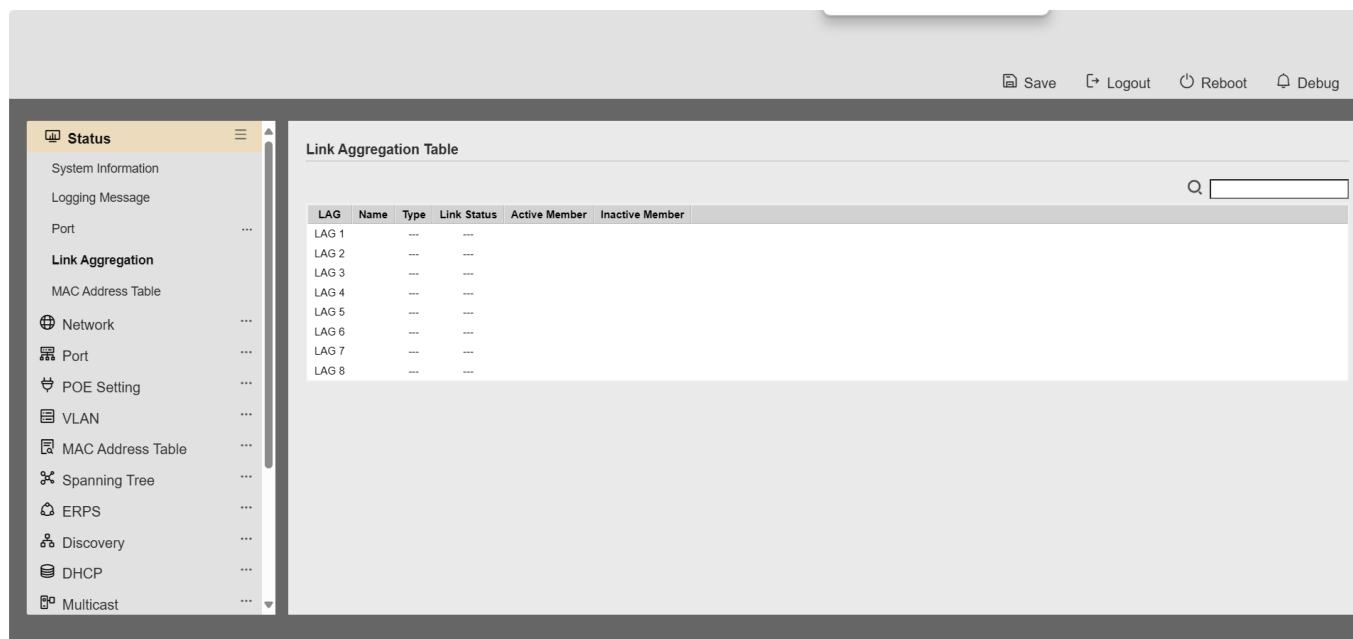 Save Logout Reboot Debug
Status
System Information
Logging Message
Port ...
Link Aggregation
MAC Address Table
Network ...
Port ...
POE Setting ...
VLAN ...
MAC Address Table ...
Spanning Tree ...
ERPS ...
Discovery ...
DHCP ...
Multicast ...
Link Aggregation Table
LAG Name Type Link Status Active Member Inactive Member
LAG 1 --- ---
LAG 2 --- ---
LAG 3 --- ---
LAG 4 --- ---
LAG 5 --- ---
LAG 6 --- ---
LAG 7 --- ---
LAG 8 --- ---